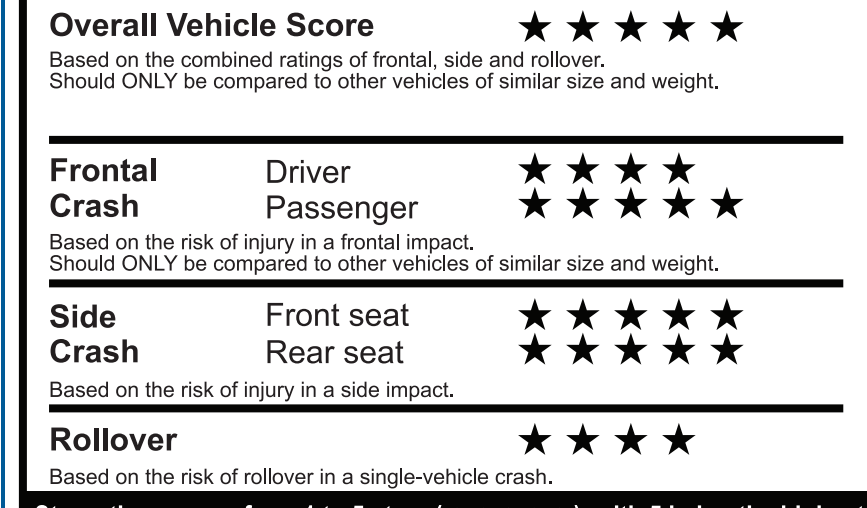 Overall Vehicle Score ★ ★ ★ ★ ★
Based on the combined ratings of frontal, side and rollover.
Should ONLY be compared to other vehicles of similar size and weight.
Frontal Driver ★ ★ ★ ★
Crash Passenger ★ ★ ★ ★ ★
Based on the risk of injury in a frontal impact.
Should ONLY be compared to other vehicles of similar size and weight.
Side Front seat ★ ★ ★ ★ ★
Crash Rear seat ★ ★ ★ ★ ★
Based on the risk of injury in a side impact.
Rollover ★ ★ ★ ★
Based on the risk of rollover in a single-vehicle crash.